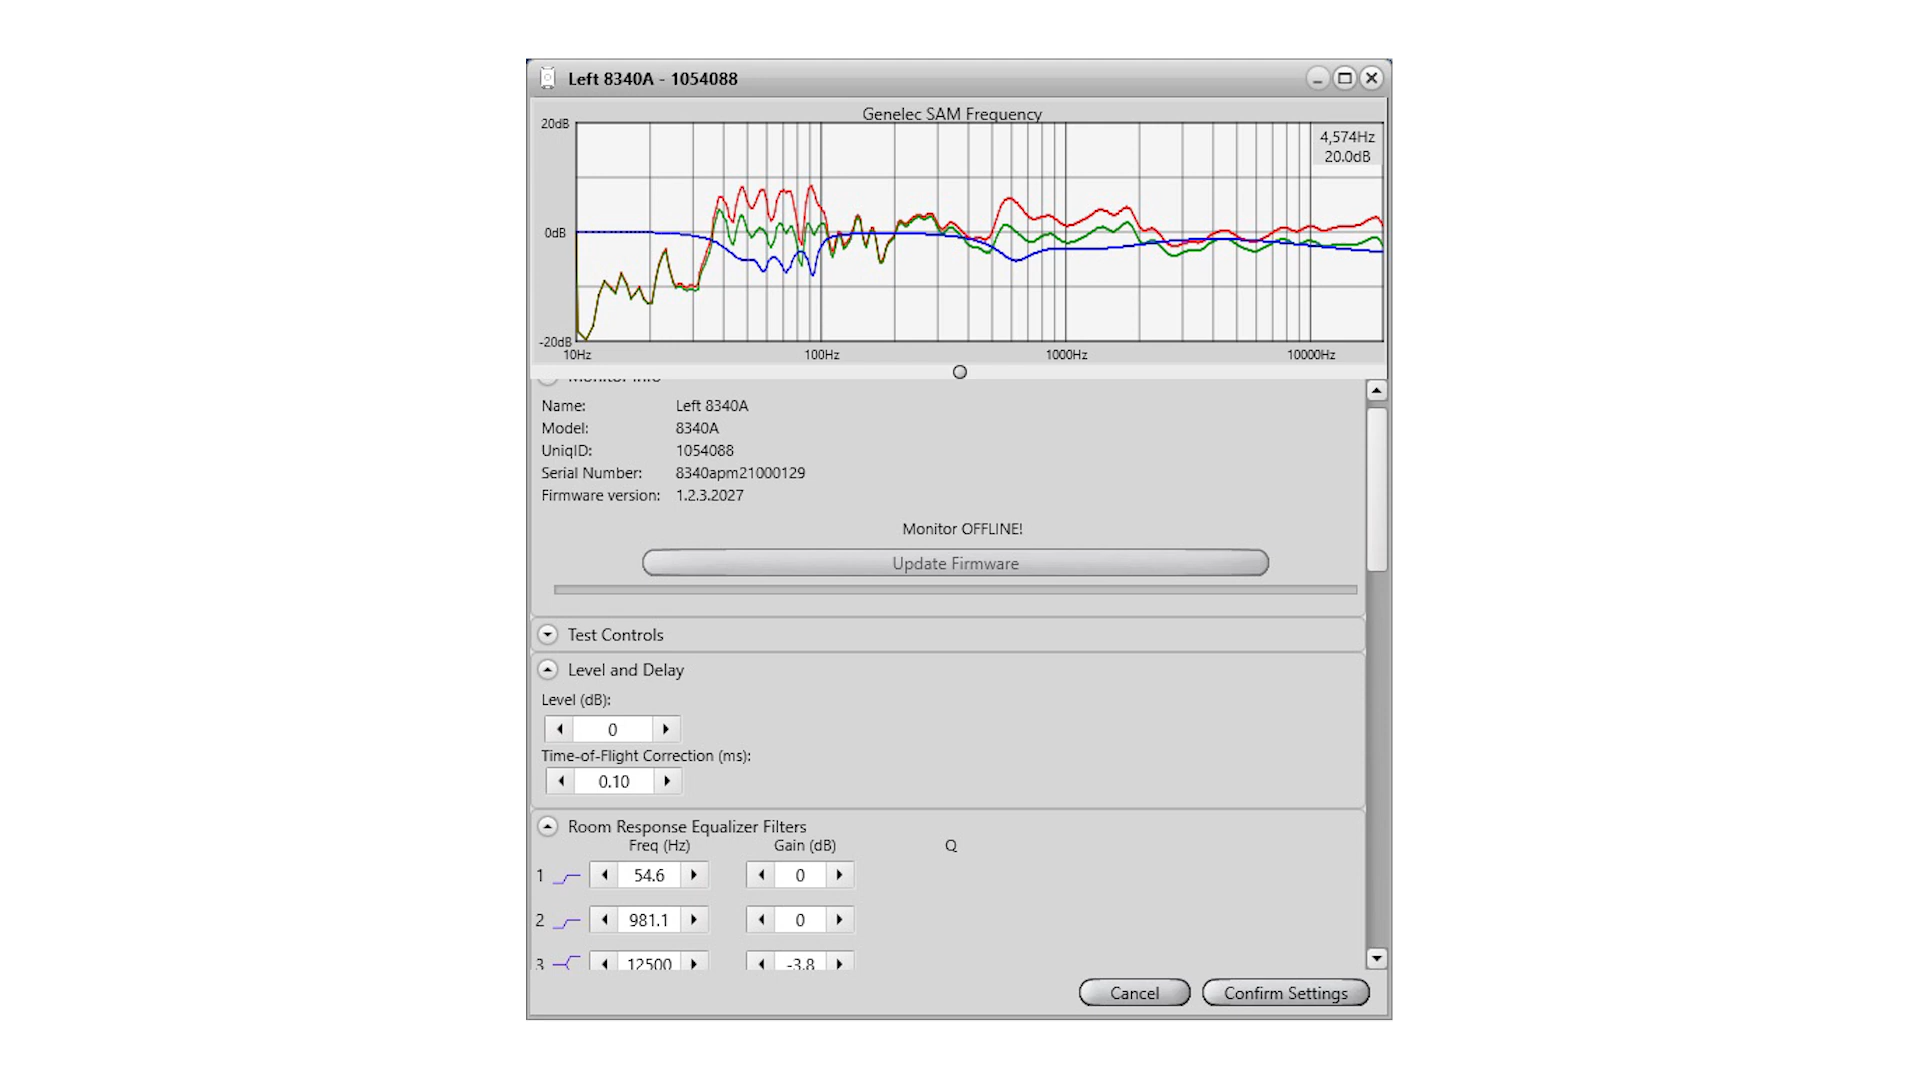 Left 8340A - 1054088
Genelec SAM Frequency
20dB
4,574Hz
20.0dB
0dB
-20dB
10Hz 100Hz 1000Hz 10000Hz
Monitor Info
Name: Left 8340A
Model: 8340A
UniqID: 1054088
Serial Number: 8340apm21000129
Firmware version: 1.2.3.2027
Monitor OFFLINE!
Update Firmware
Test Controls
Level and Delay
Level (dB):
0
Time-of-Flight Correction (ms):
0.10
Room Response Equalizer Filters
Freq (Hz) Gain (dB) Q
1 54.6 0
2 981.1 0
3 12500 -3.8
Cancel Confirm Settings